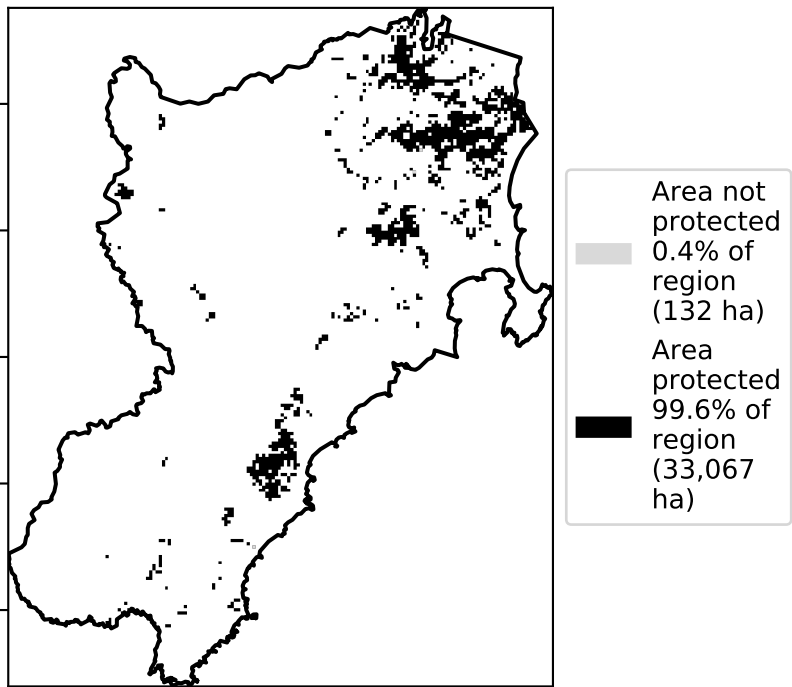 Area not
protected
0.4% of
region
(132 ha)
Area
protected
99.6% of
region
(33,067
ha)